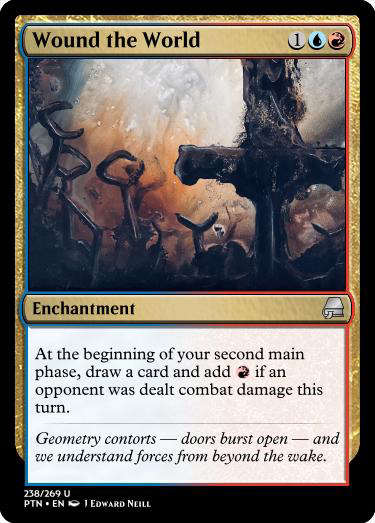 Wound the World 1
Enchantment
At the beginning of your second main
phase, draw a card and add if an
opponent was dealt combat damage this
turn.
Geometry contorts — doors burst open — and
we understand forces from beyond the wake.
238/269 U
PTN • EN J Edward Neill